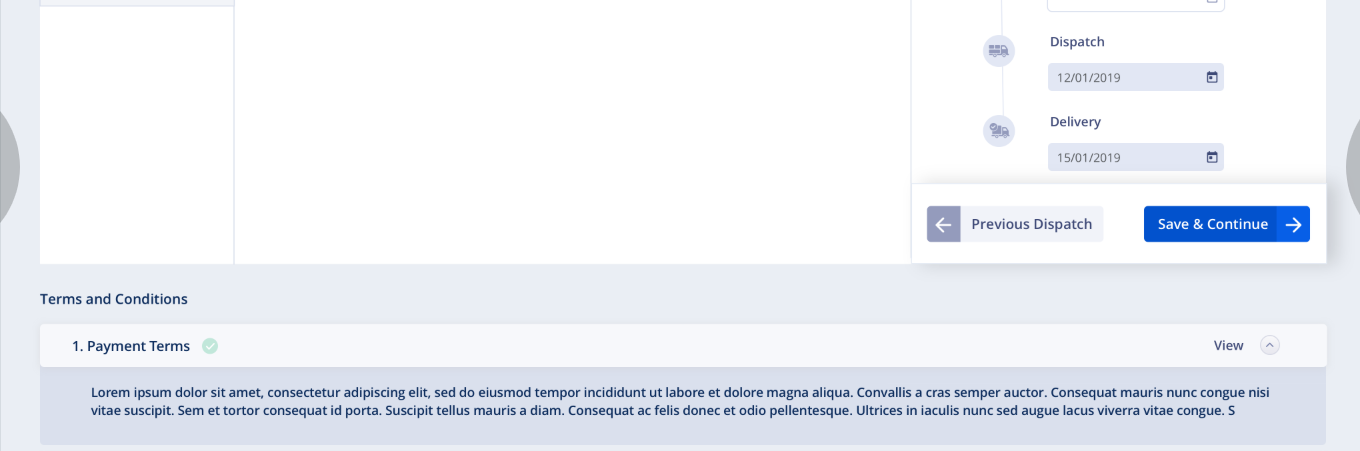 Dispatch
12/01/2019
Delivery
15/01/2019
Previous Dispatch
Save & Continue
Terms and Conditions
1. Payment Terms
View
Lorem ipsum dolor sit amet, consectetur adipiscing elit, sed do eiusmod tempor incididunt ut labore et dolore magna aliqua. Convallis a cras semper auctor. Consequat mauris nunc congue nisi
vitae suscipit. Sem et tortor consequat id porta. Suscipit tellus mauris a diam. Consequat ac felis donec et odio pellentesque. Ultrices in iaculis nunc sed augue lacus viverra vitae congue. S